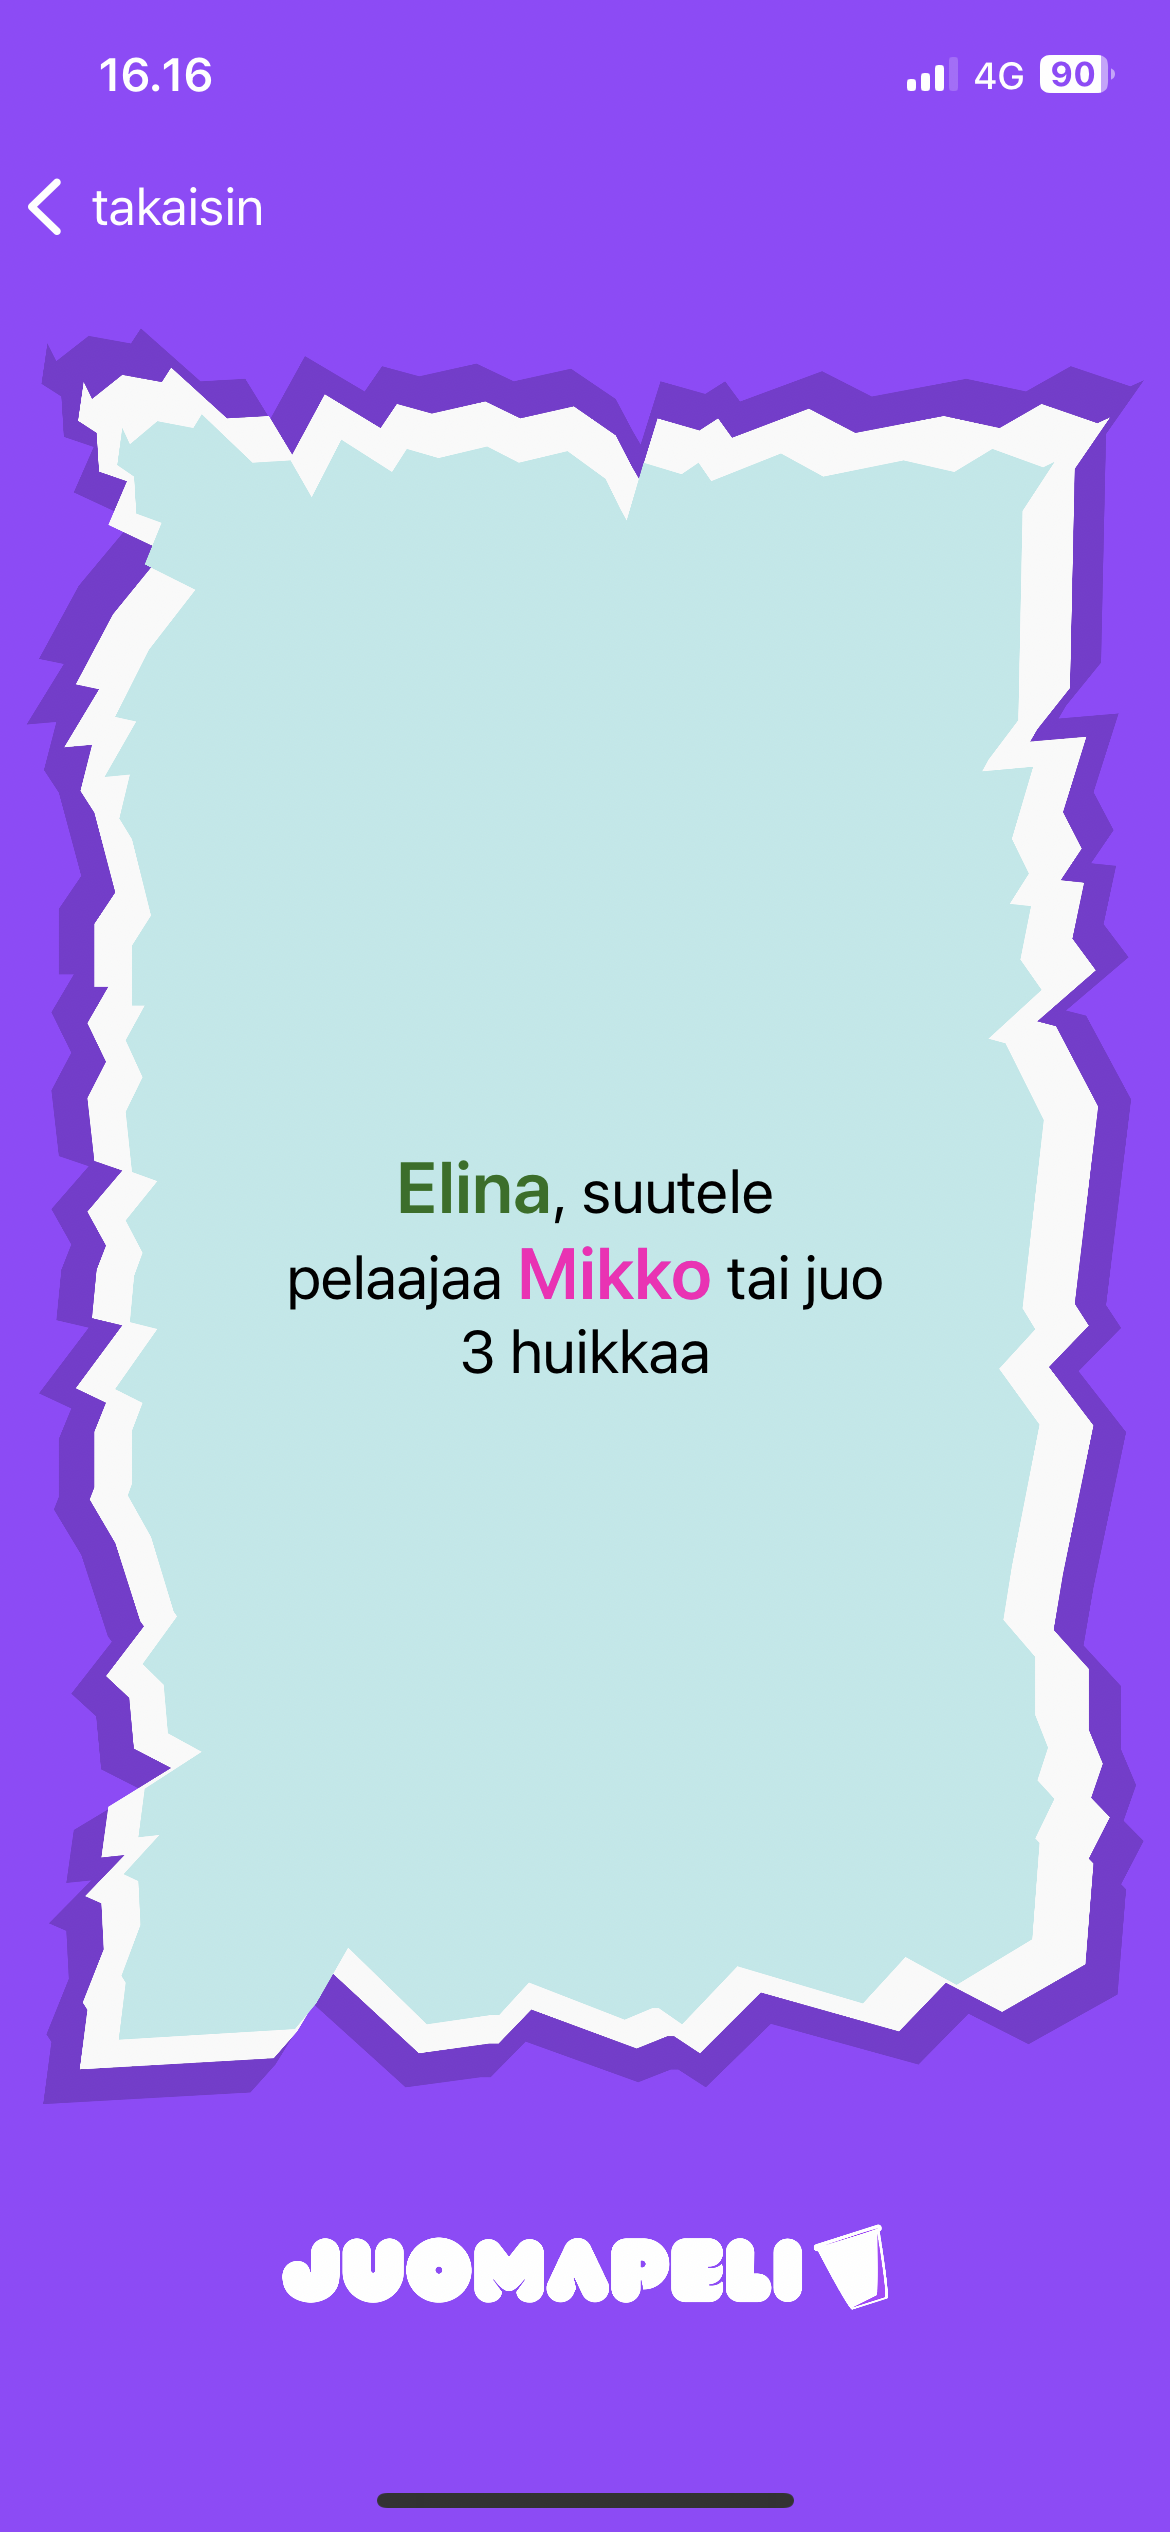 16.16
4G 90
takaisin
Elina, suutele
pelaajaa Mikko tai juo
3 huikkaa
JUOMAPELI